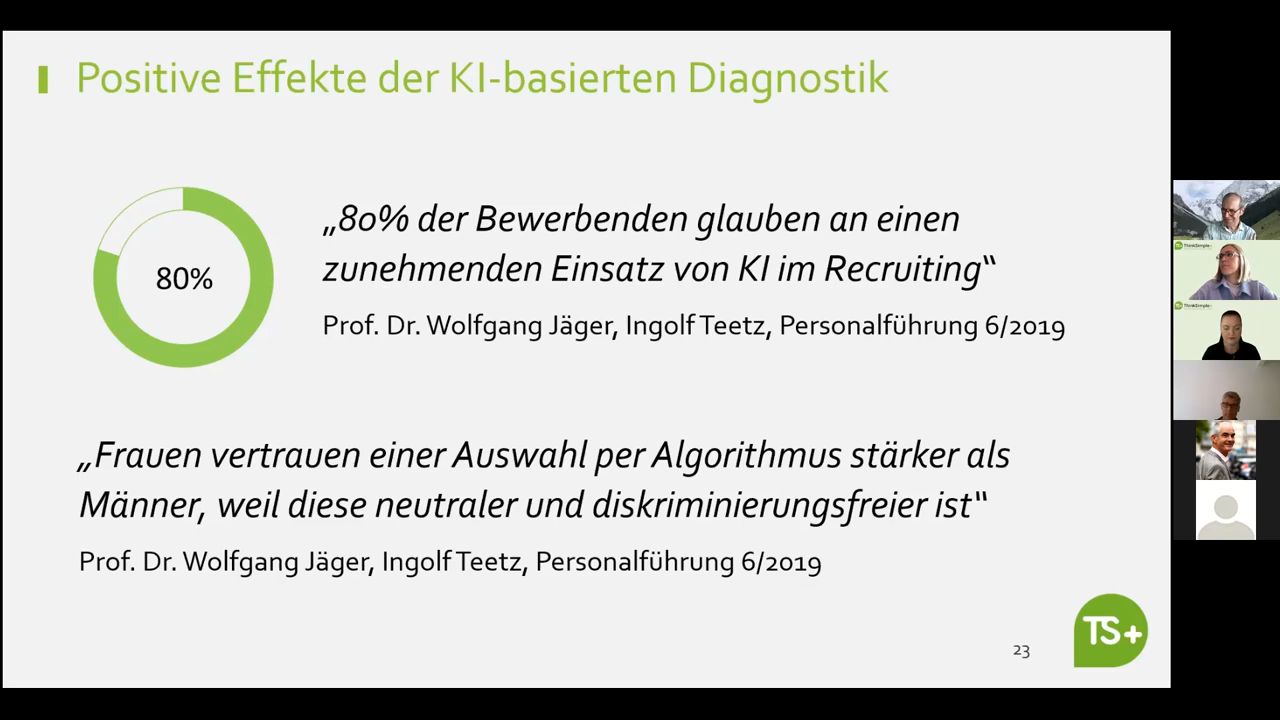 Positive Effekte der KI-basierten Diagnostik
80%
„80% der Bewerbenden glauben an einen
zunehmenden Einsatz von KI im Recruiting“
Prof. Dr. Wolfgang Jäger, Ingolf Teetz, Personalführung 6/2019
„Frauen vertrauen einer Auswahl per Algorithmus stärker als
Männer, weil diese neutraler und diskriminierungsfreier ist“
Prof. Dr. Wolfgang Jäger, Ingolf Teetz, Personalführung 6/2019
23
TS+
ThinkSimple+
ThinkSimple+